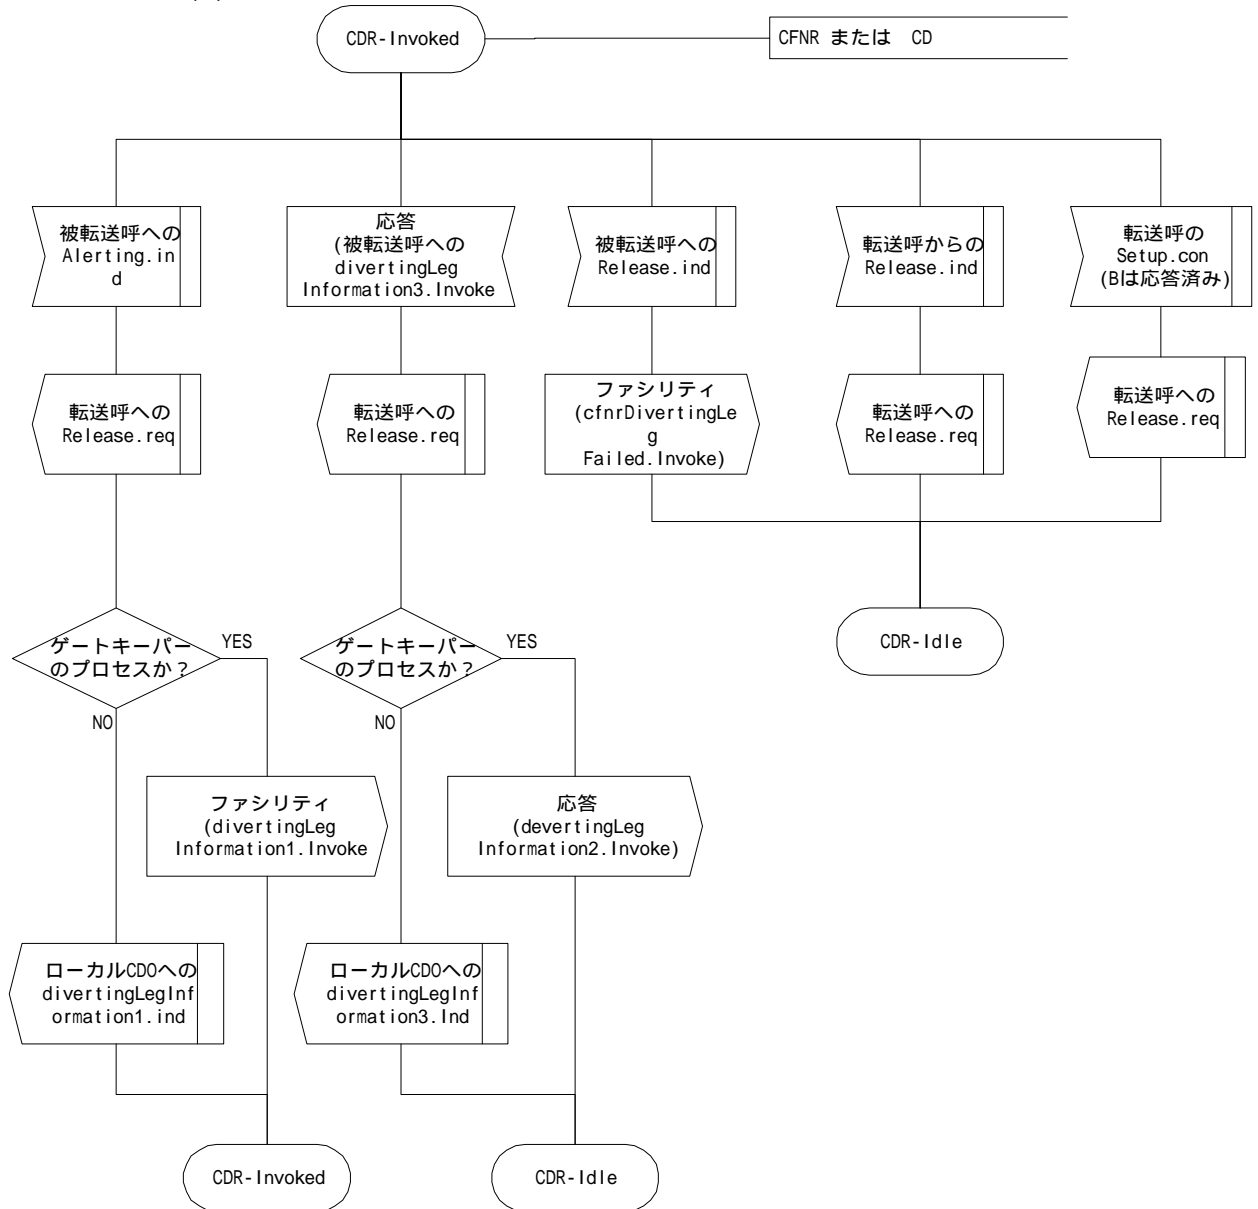 CDR-Invoked
CFNR または CD
被転送呼への
Alerting.in
d
応答
(被転送呼への
divertingLeg
Information3.Invoke
被転送呼への
Release.ind
転送呼からの
Release.ind
転送呼の
Setup.con
(Bは応答済み)
転送呼への
Release.req
転送呼への
Release.req
ファシリティ
(cfnrDivertingLe
g
Failed.Invoke)
転送呼への
Release.req
転送呼への
Release.req
ゲートキーパー
のプロセスか？
YES
NO
ゲートキーパー
のプロセスか？
YES
NO
CDR-Idle
ファシリティ
(divertingLeg
Information1.Invoke
応答
(devertingLeg
Information2.Invoke)
ローカルCDOへの
divertingLegInf
ormation1.ind
ローカルCDOへの
divertingLegInf
ormation3.Ind
CDR-Invoked
CDR-Idle